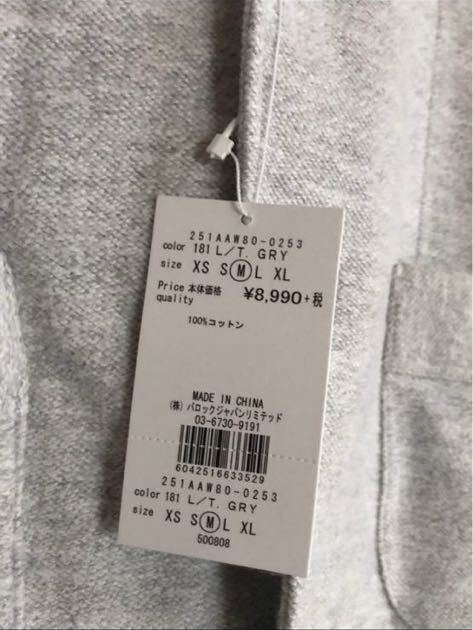 251AAW80-0253
color 181 L/T. GRY
size XS S M L XL
Price 本体価格 ¥8,990+税
quality
100%コットン
MADE IN CHINA
(株) バロックジャパンリミテッド
03-6730-9191
6042516633529
251AAW80-0253
color 181 L/T. GRY
size XS S M L XL
500808